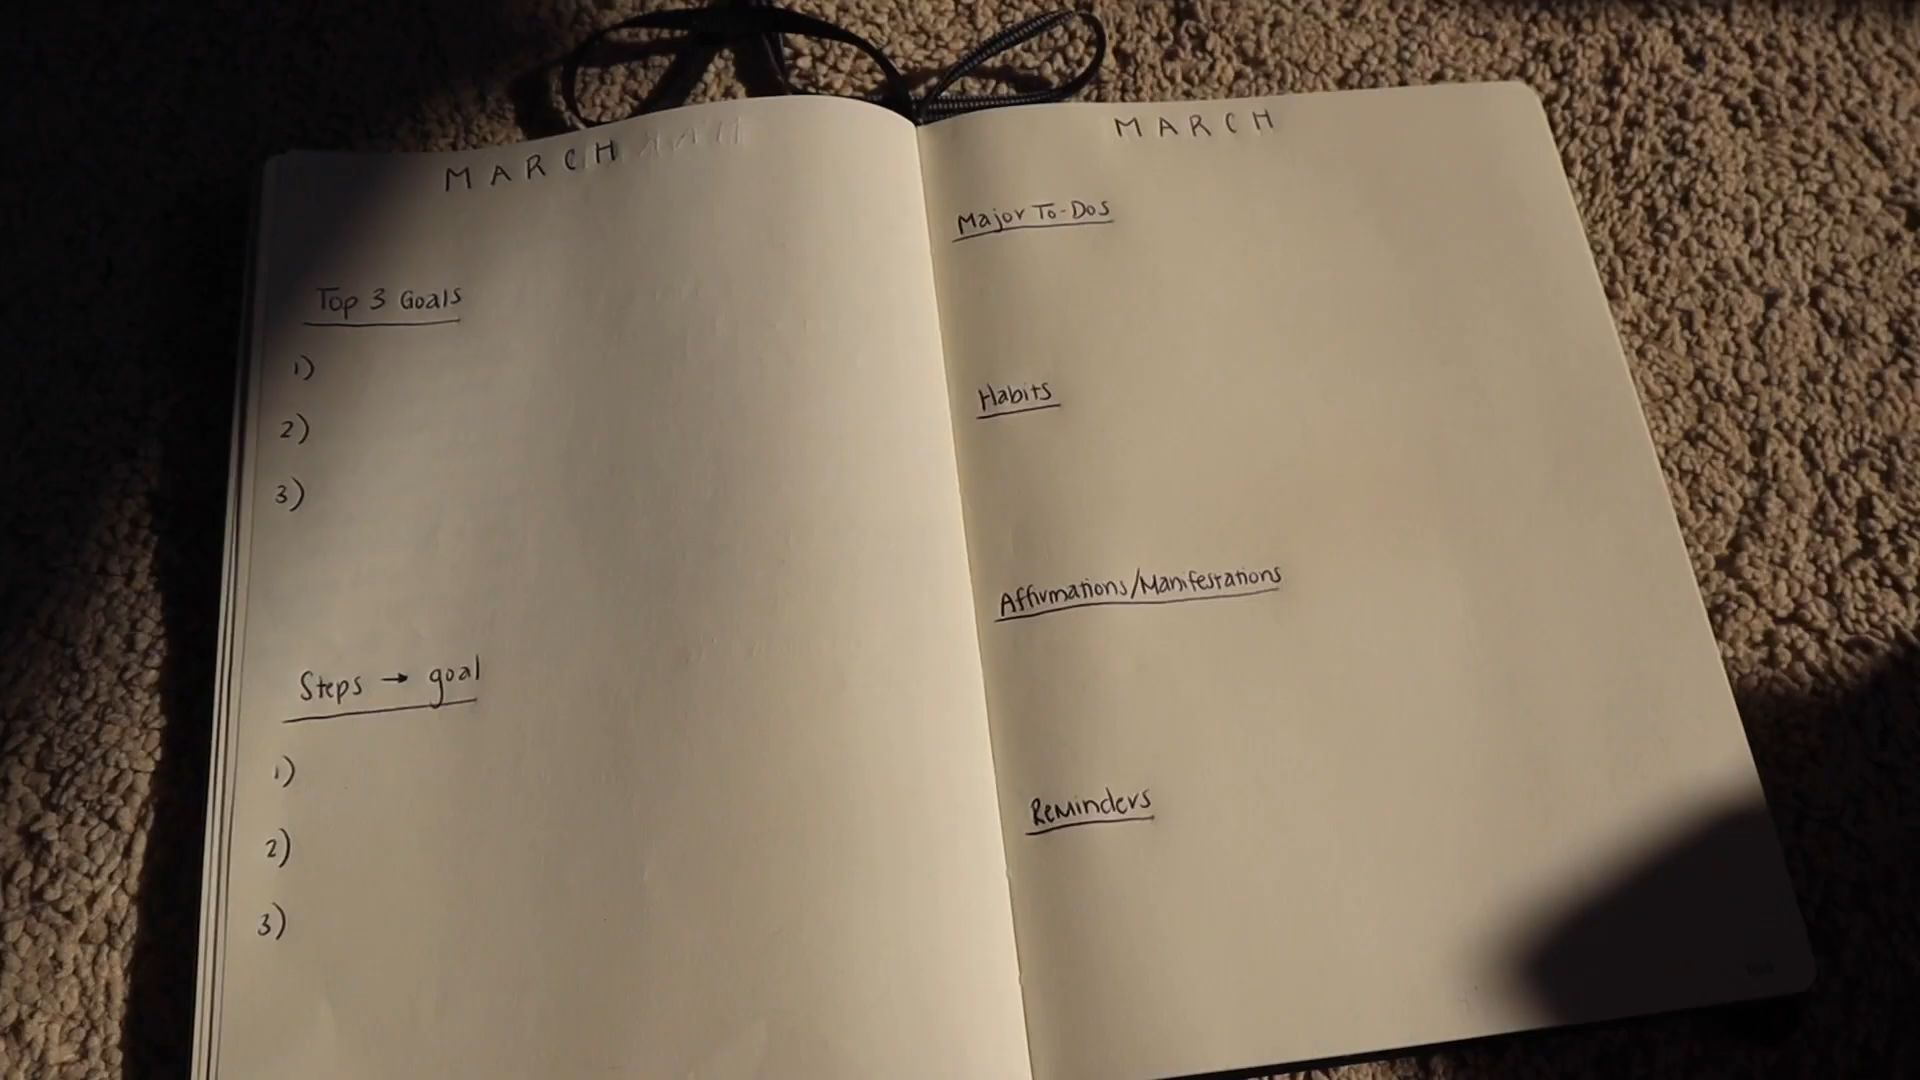 MARCH
Top 3 Goals
1)
2)
3)
Steps → goal
1)
2)
3)
MARCH
Major To-Dos
Habits
Affirmations/Manifestations
Reminders